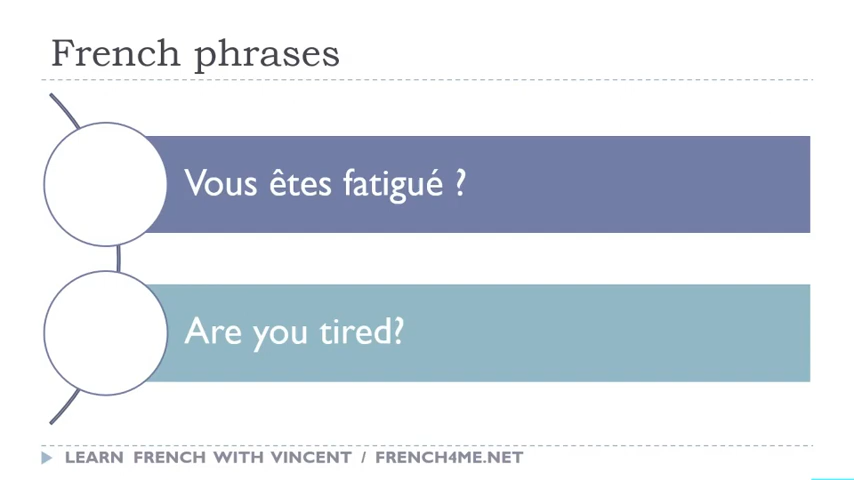 French phrases
Vous êtes fatigué ?
Are you tired?
LEARN FRENCH WITH VINCENT / FRENCH4ME.NET